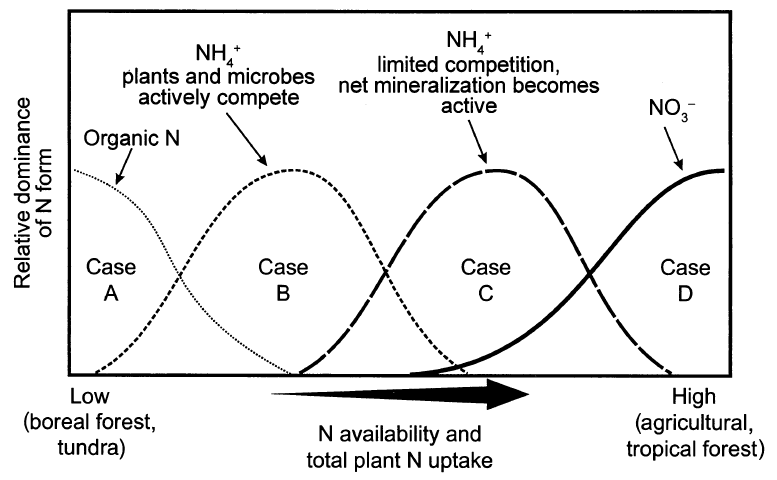 NH₄⁺
plants and microbes
actively compete
NH₄⁺
limited competition,
net mineralization becomes
active
NO₃⁻
Organic N
Relative dominance
of N form
Case
A
Case
B
Case
C
Case
D
Low
(boreal forest,
tundra)
N availability and
total plant N uptake
High
(agricultural,
tropical forest)